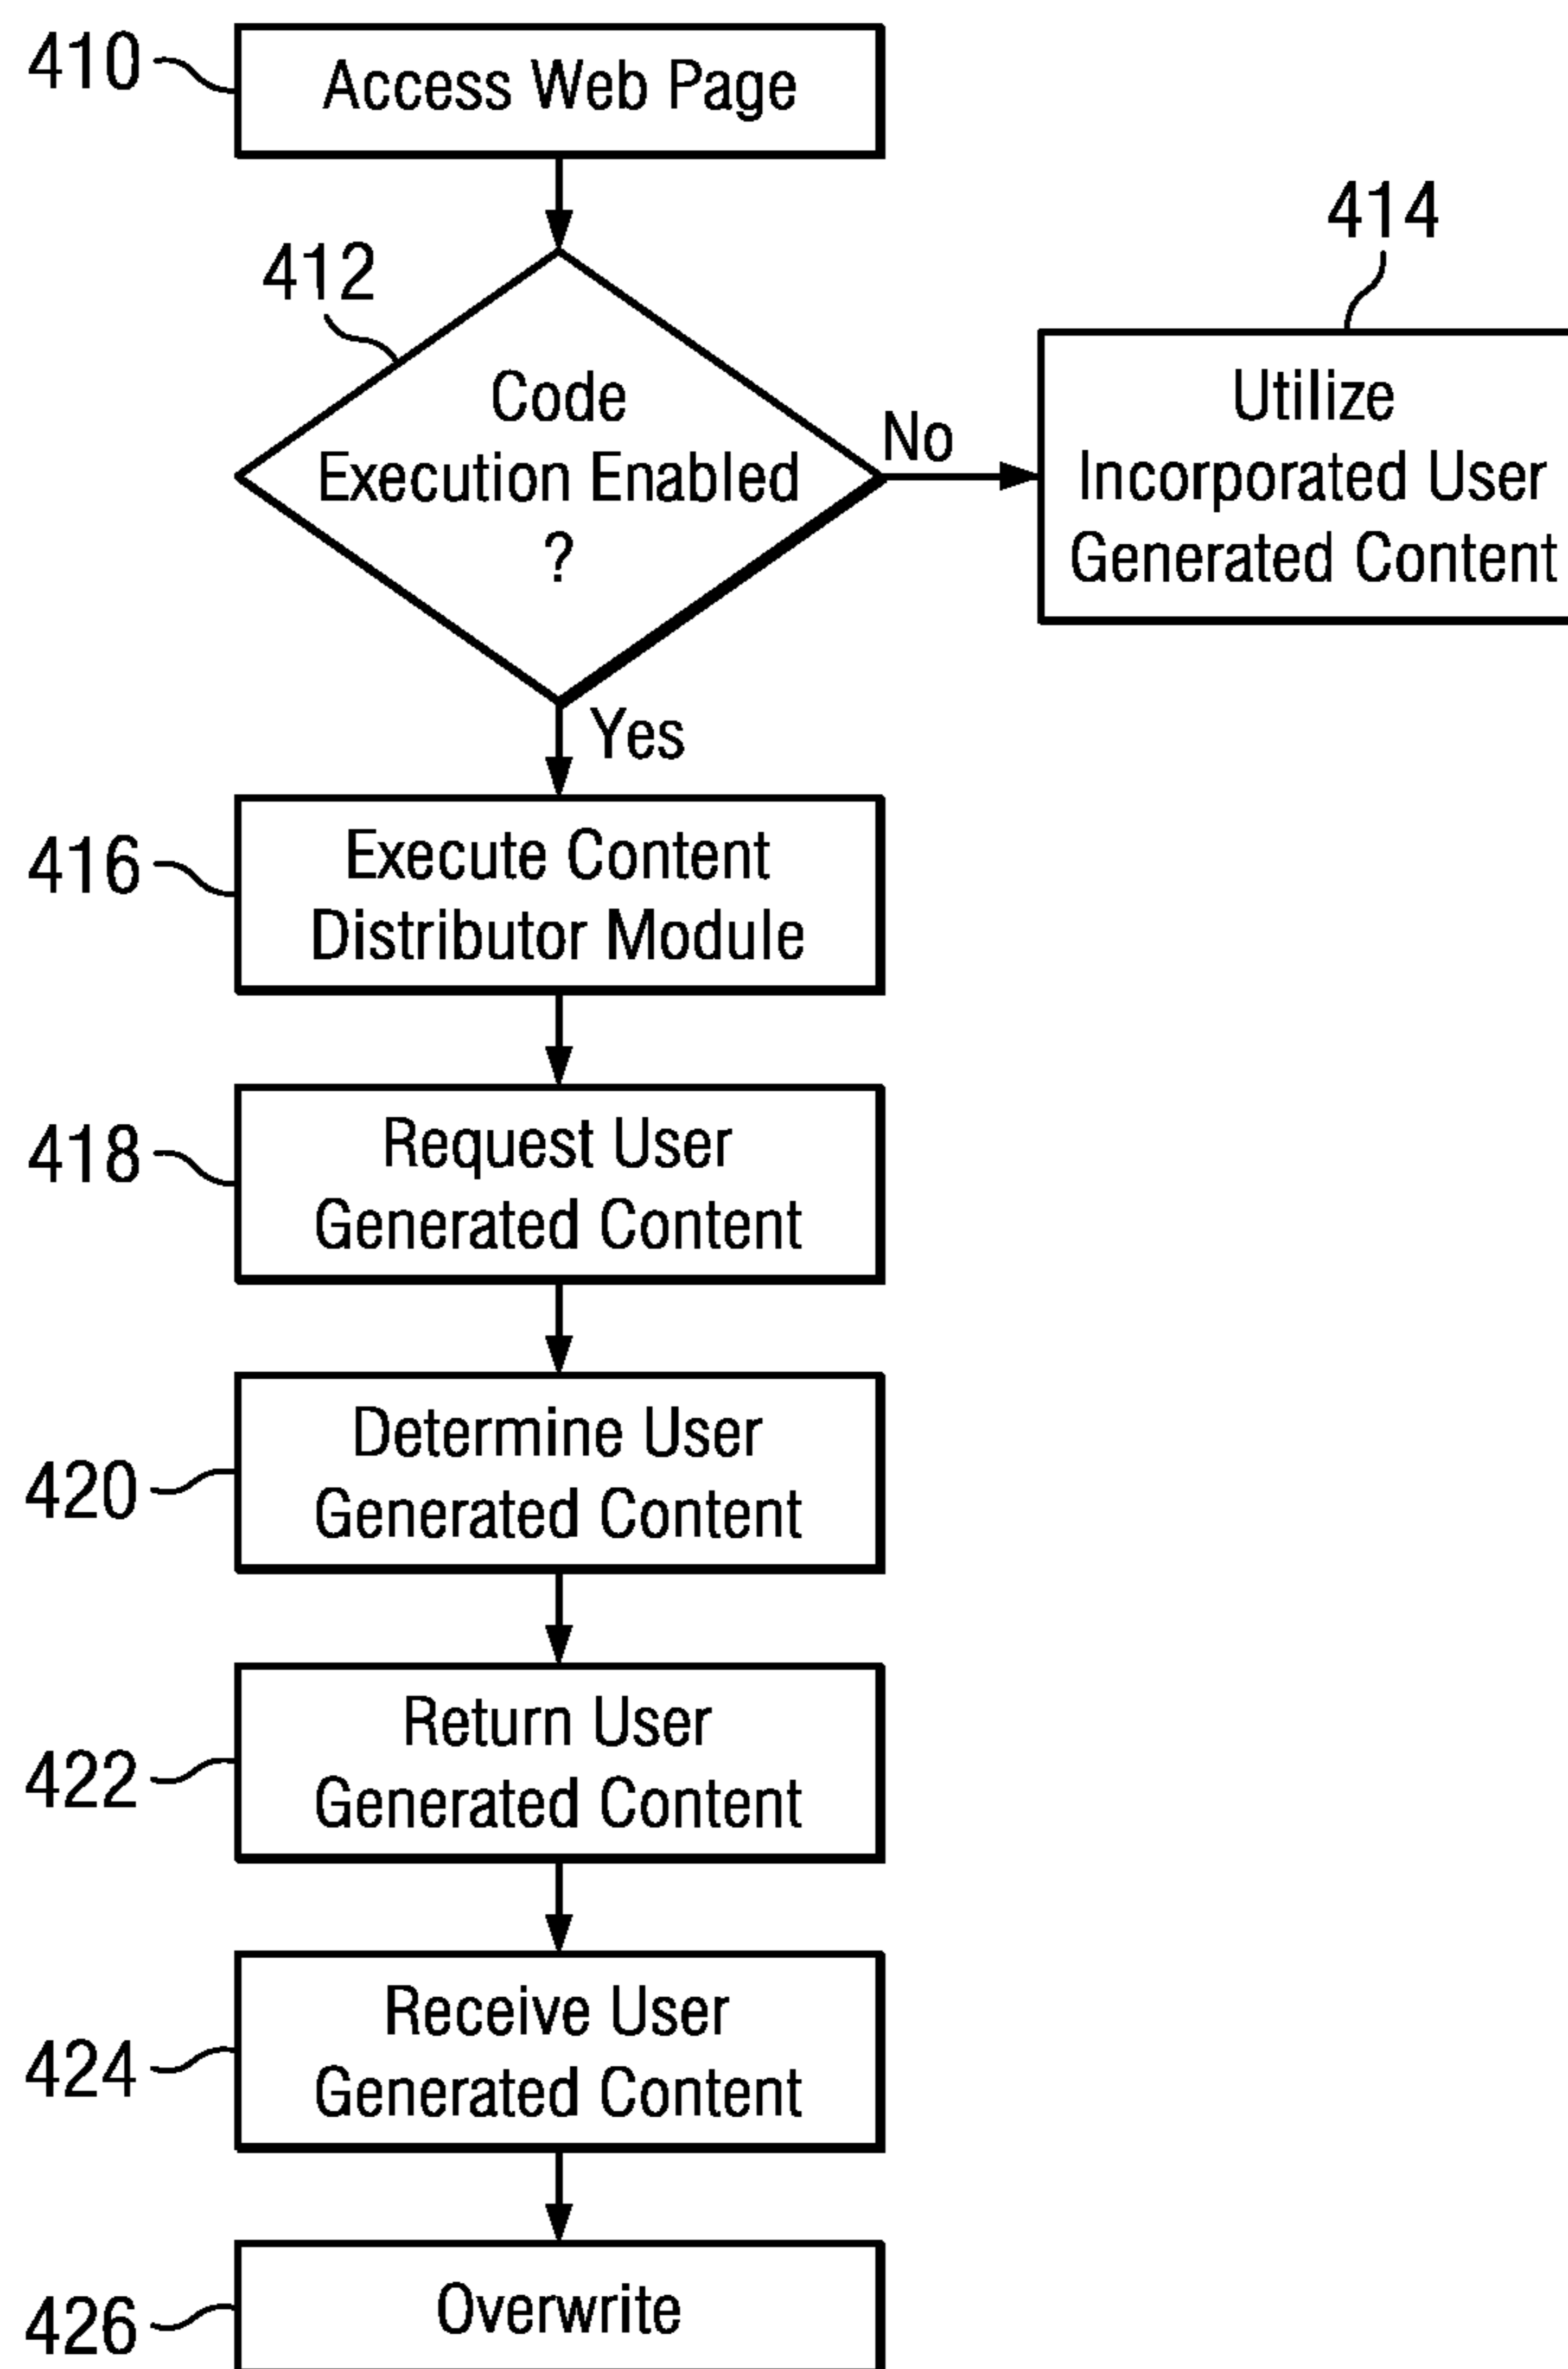 410
Access Web Page
412
414
Code
Execution Enabled
?
No
Utilize
Incorporated User
Generated Content
Yes
416
Execute Content
Distributor Module
418
Request User
Generated Content
420
Determine User
Generated Content
422
Return User
Generated Content
424
Receive User
Generated Content
426
Overwrite